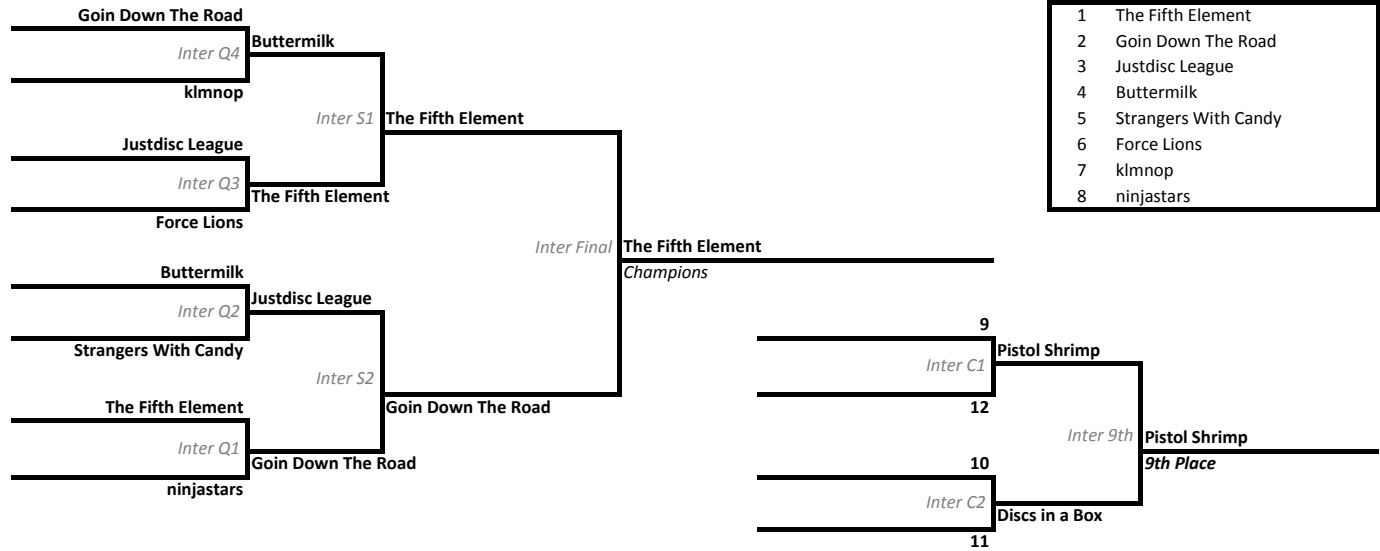 Goin Down The Road
Inter Q4
Buttermilk
klmnop
Inter S1
The Fifth Element
Justdisc League
Inter Q3
The Fifth Element
Force Lions
Inter Final
The Fifth Element
Champions
Buttermilk
Inter Q2
Justdisc League
Strangers With Candy
Inter S2
Goin Down The Road
The Fifth Element
Inter Q1
Goin Down The Road
ninjastars
1 The Fifth Element
2 Goin Down The Road
3 Justdisc League
4 Buttermilk
5 Strangers With Candy
6 Force Lions
7 klmnop
8 ninjastars
9
Inter C1
Pistol Shrimp
12
Inter 9th
Pistol Shrimp
9th Place
10
Inter C2
Discs in a Box
11